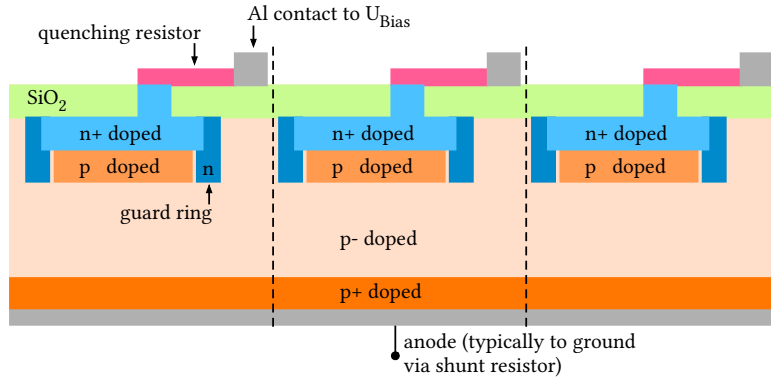 Al contact to U_Bias
quenching resistor
SiO₂
n+ doped
n+ doped
n+ doped
p doped
n
p doped
p doped
guard ring
p- doped
p+ doped
anode (typically to ground
via shunt resistor)